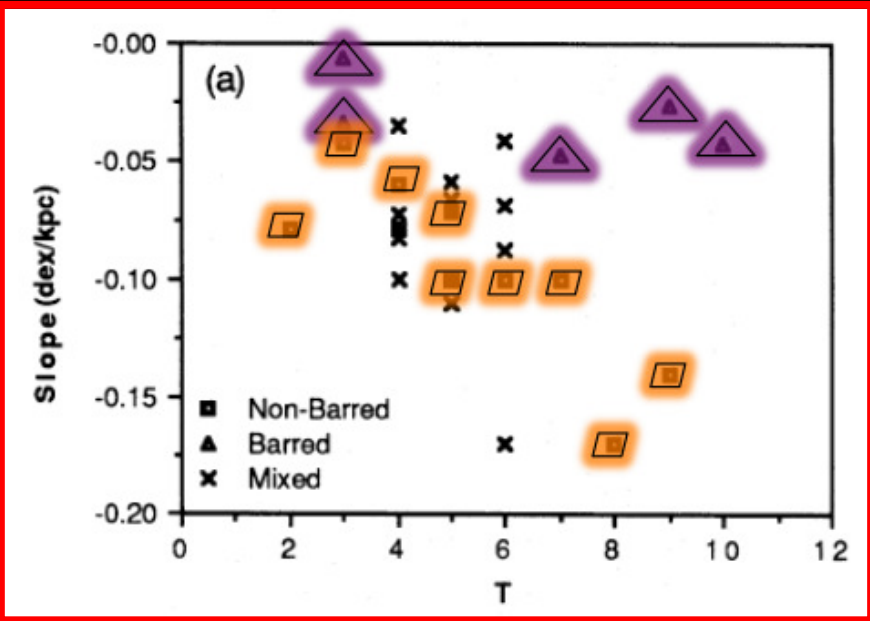 (a)
-0.00
-0.05
-0.10
-0.15
-0.20
Slope (dex/kpc)
Non-Barred
Barred
Mixed
0 2 4 6 8 10 12
T